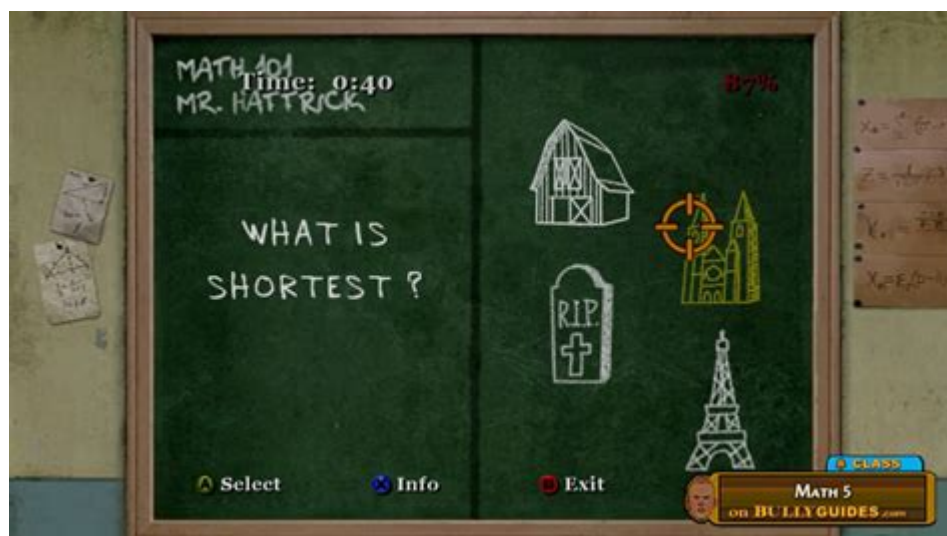 MATH 101
Time: 0:40
MR. HATTRICK
87%
WHAT IS
SHORTEST ?
R.I.P.
Select
Info
Exit
CLASS
MATH 5
on BULLYGUIDES.com